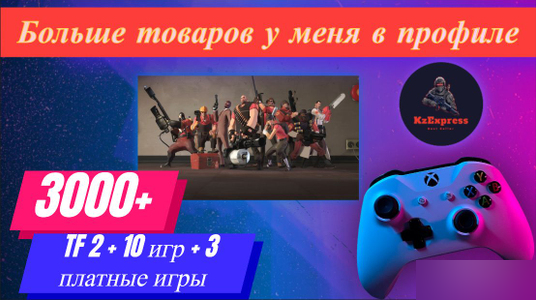 Больше товаров у меня в профиле
KzExpress
3000+
TF 2 + 10 игр + 3
платные игры